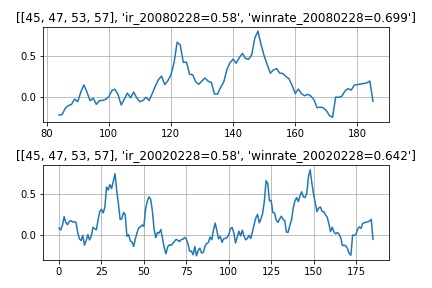 [[45, 47, 53, 57], 'ir_20080228=0.58', 'winrate_20080228=0.699']
0.5
0.0
80 100 120 140 160 180
[[45, 47, 53, 57], 'ir_20020228=0.58', 'winrate_20020228=0.642']
0.5
0.0
0 25 50 75 100 125 150 175